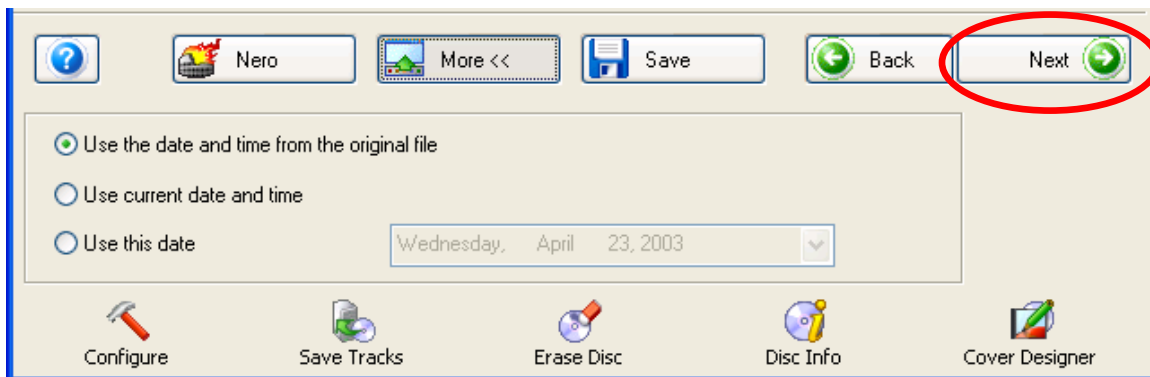 Nero More << Save Back Next
Use the date and time from the original file
Use current date and time
Use this date Wednesday, April 23, 2003
Configure Save Tracks Erase Disc Disc Info Cover Designer